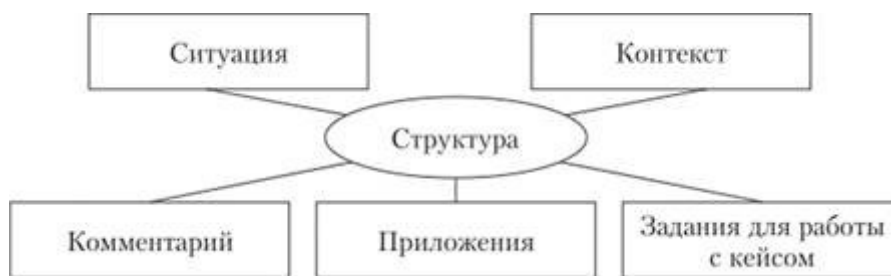 Ситуация
Контекст
Структура
Комментарий
Приложения
Задания для работы
с кейсом